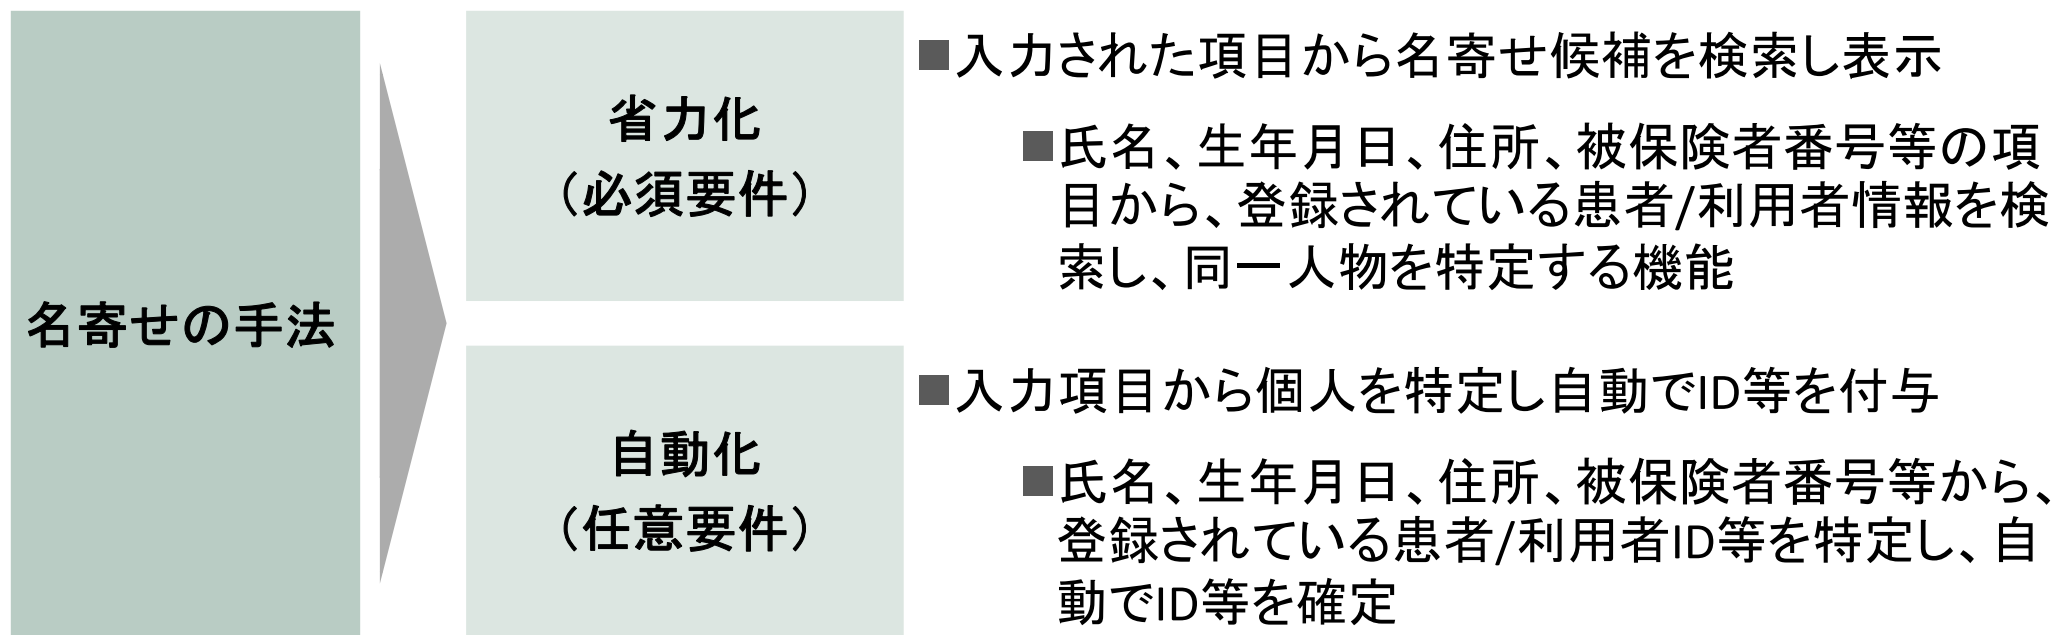 名寄せの手法
省力化
（必須要件）
■入力された項目から名寄せ候補を検索し表示
■氏名、生年月日、住所、被保険者番号等の項
目から、登録されている患者/利用者情報を検
索し、同一人物を特定する機能
自動化
（任意要件）
■入力項目から個人を特定し自動でID等を付与
■氏名、生年月日、住所、被保険者番号等から、
登録されている患者/利用者ID等を特定し、自
動でID等を確定